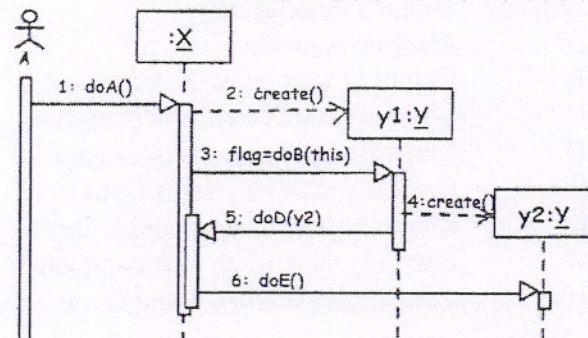 :X
A
1: doA()
2: create()
y1:Y
3: flag=doB(this)
4:create()
y2:Y
5; doD(y2)
6: doE()